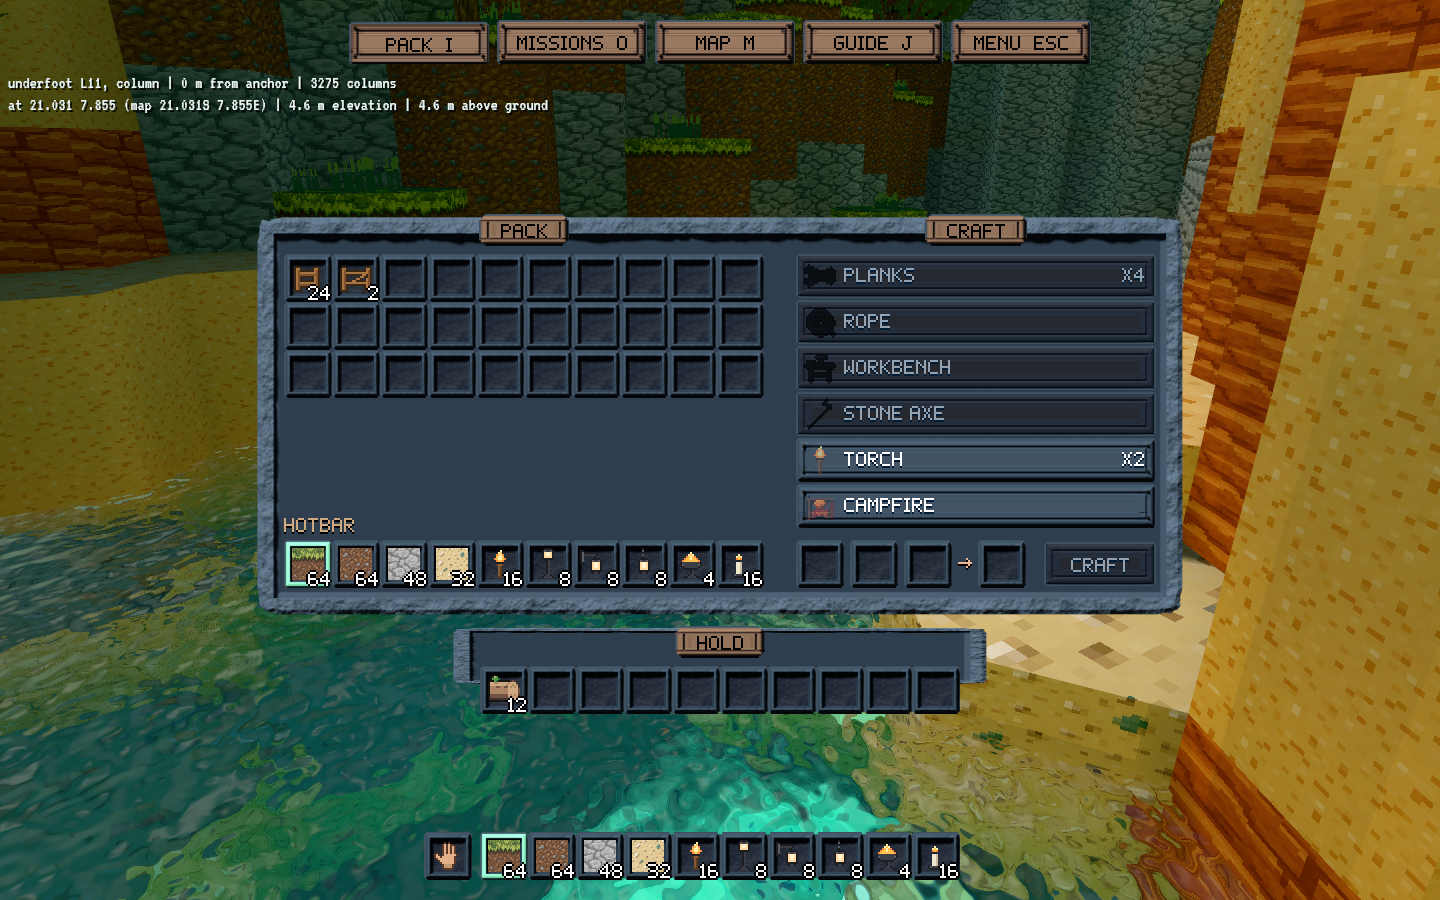 PACK I
MISSIONS O
MAP M
GUIDE J
MENU ESC
underfoot L11, column | 0 m from anchor | 3275 columns
at 21.031 7.855 (map 21.031S 7.855E) | 4.6 m elevation | 4.6 m above ground
PACK
CRAFT
24
2
PLANKS X4
ROPE
WORKBENCH
STONE AXE
TORCH X2
CAMPFIRE
HOTBAR
64
64
48
32
16
8
8
8
4
16
CRAFT
HOLD
12
64
64
48
32
16
8
8
8
4
16